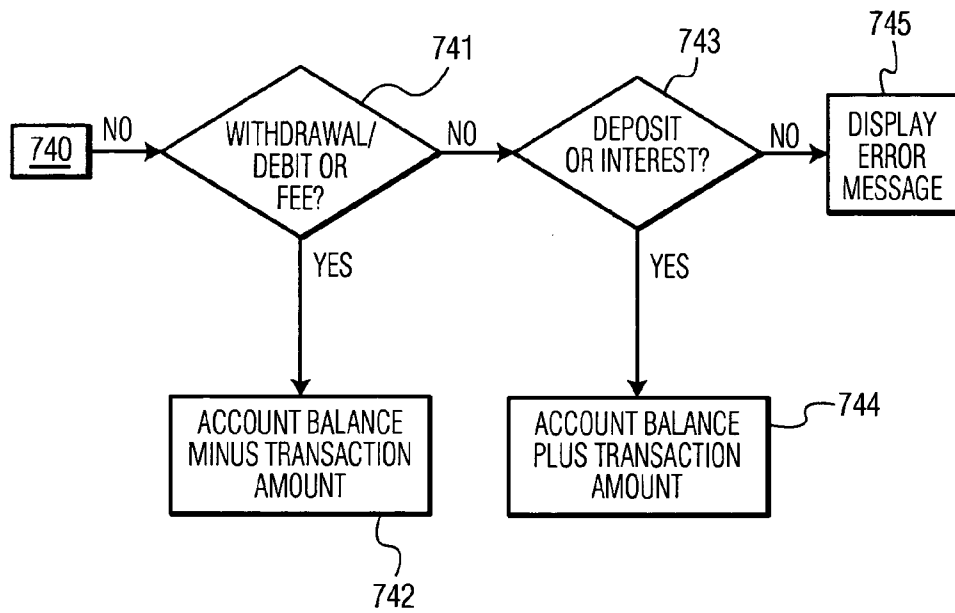 741
743
745
740
NO
WITHDRAWAL/
DEBIT OR
FEE?
NO
DEPOSIT
OR INTEREST?
NO
DISPLAY
ERROR
MESSAGE
YES
YES
ACCOUNT BALANCE
MINUS TRANSACTION
AMOUNT
ACCOUNT BALANCE
PLUS TRANSACTION
AMOUNT
744
742